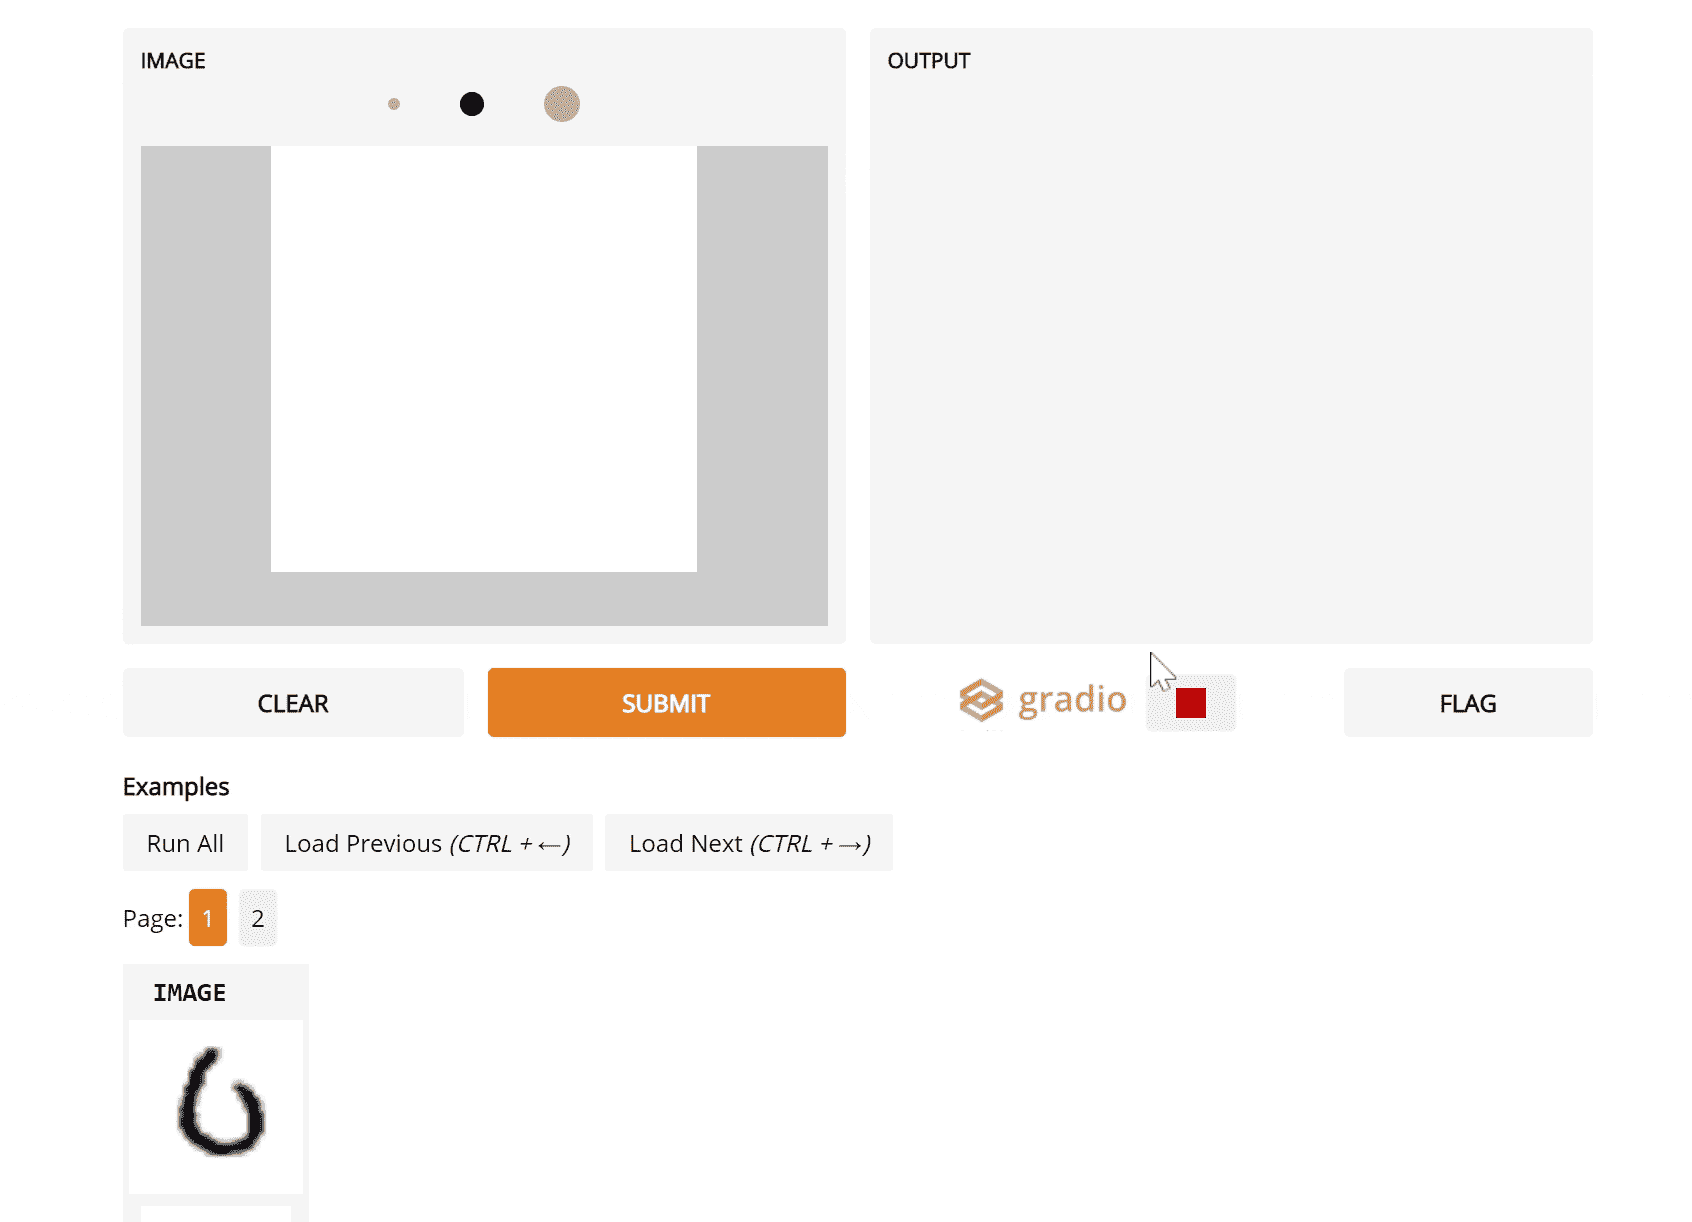 IMAGE
OUTPUT
CLEAR
SUBMIT
gradio
FLAG
Examples
Run All
Load Previous (CTRL + ←)
Load Next (CTRL + →)
Page: 1 2
IMAGE